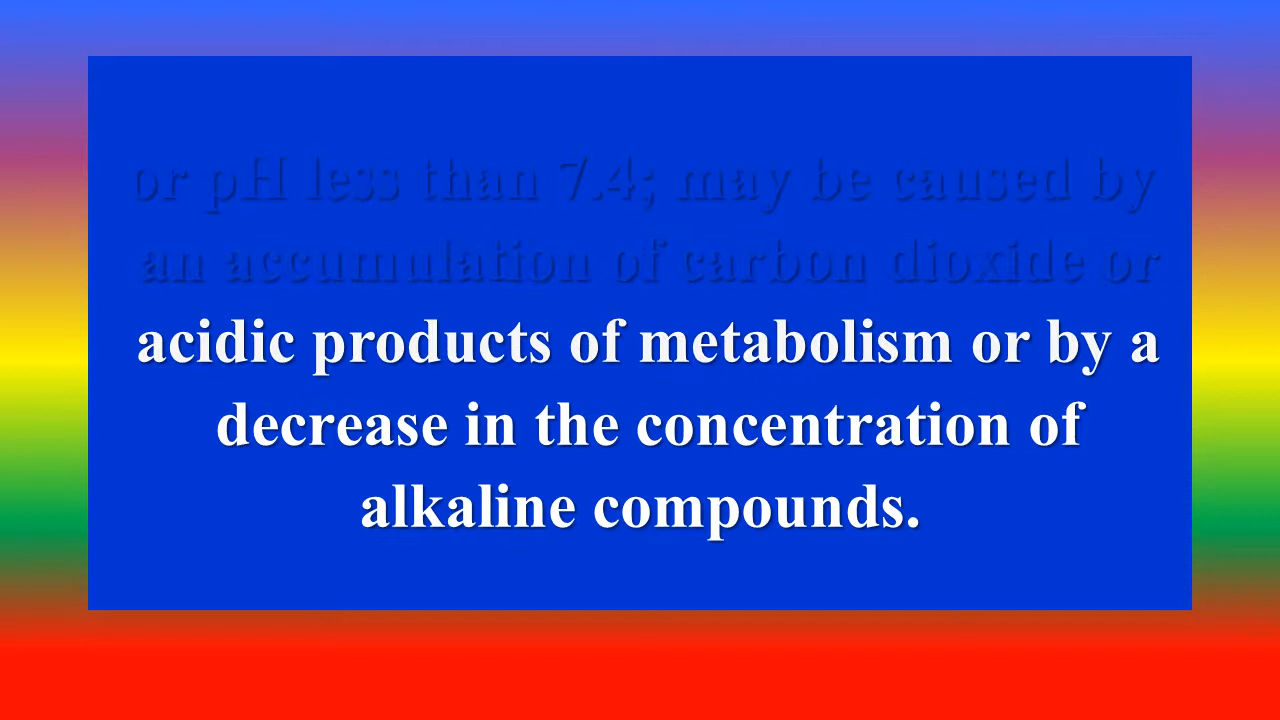 or pH less than 7.4; may be caused by
an accumulation of carbon dioxide or
acidic products of metabolism or by a
decrease in the concentration of
alkaline compounds.